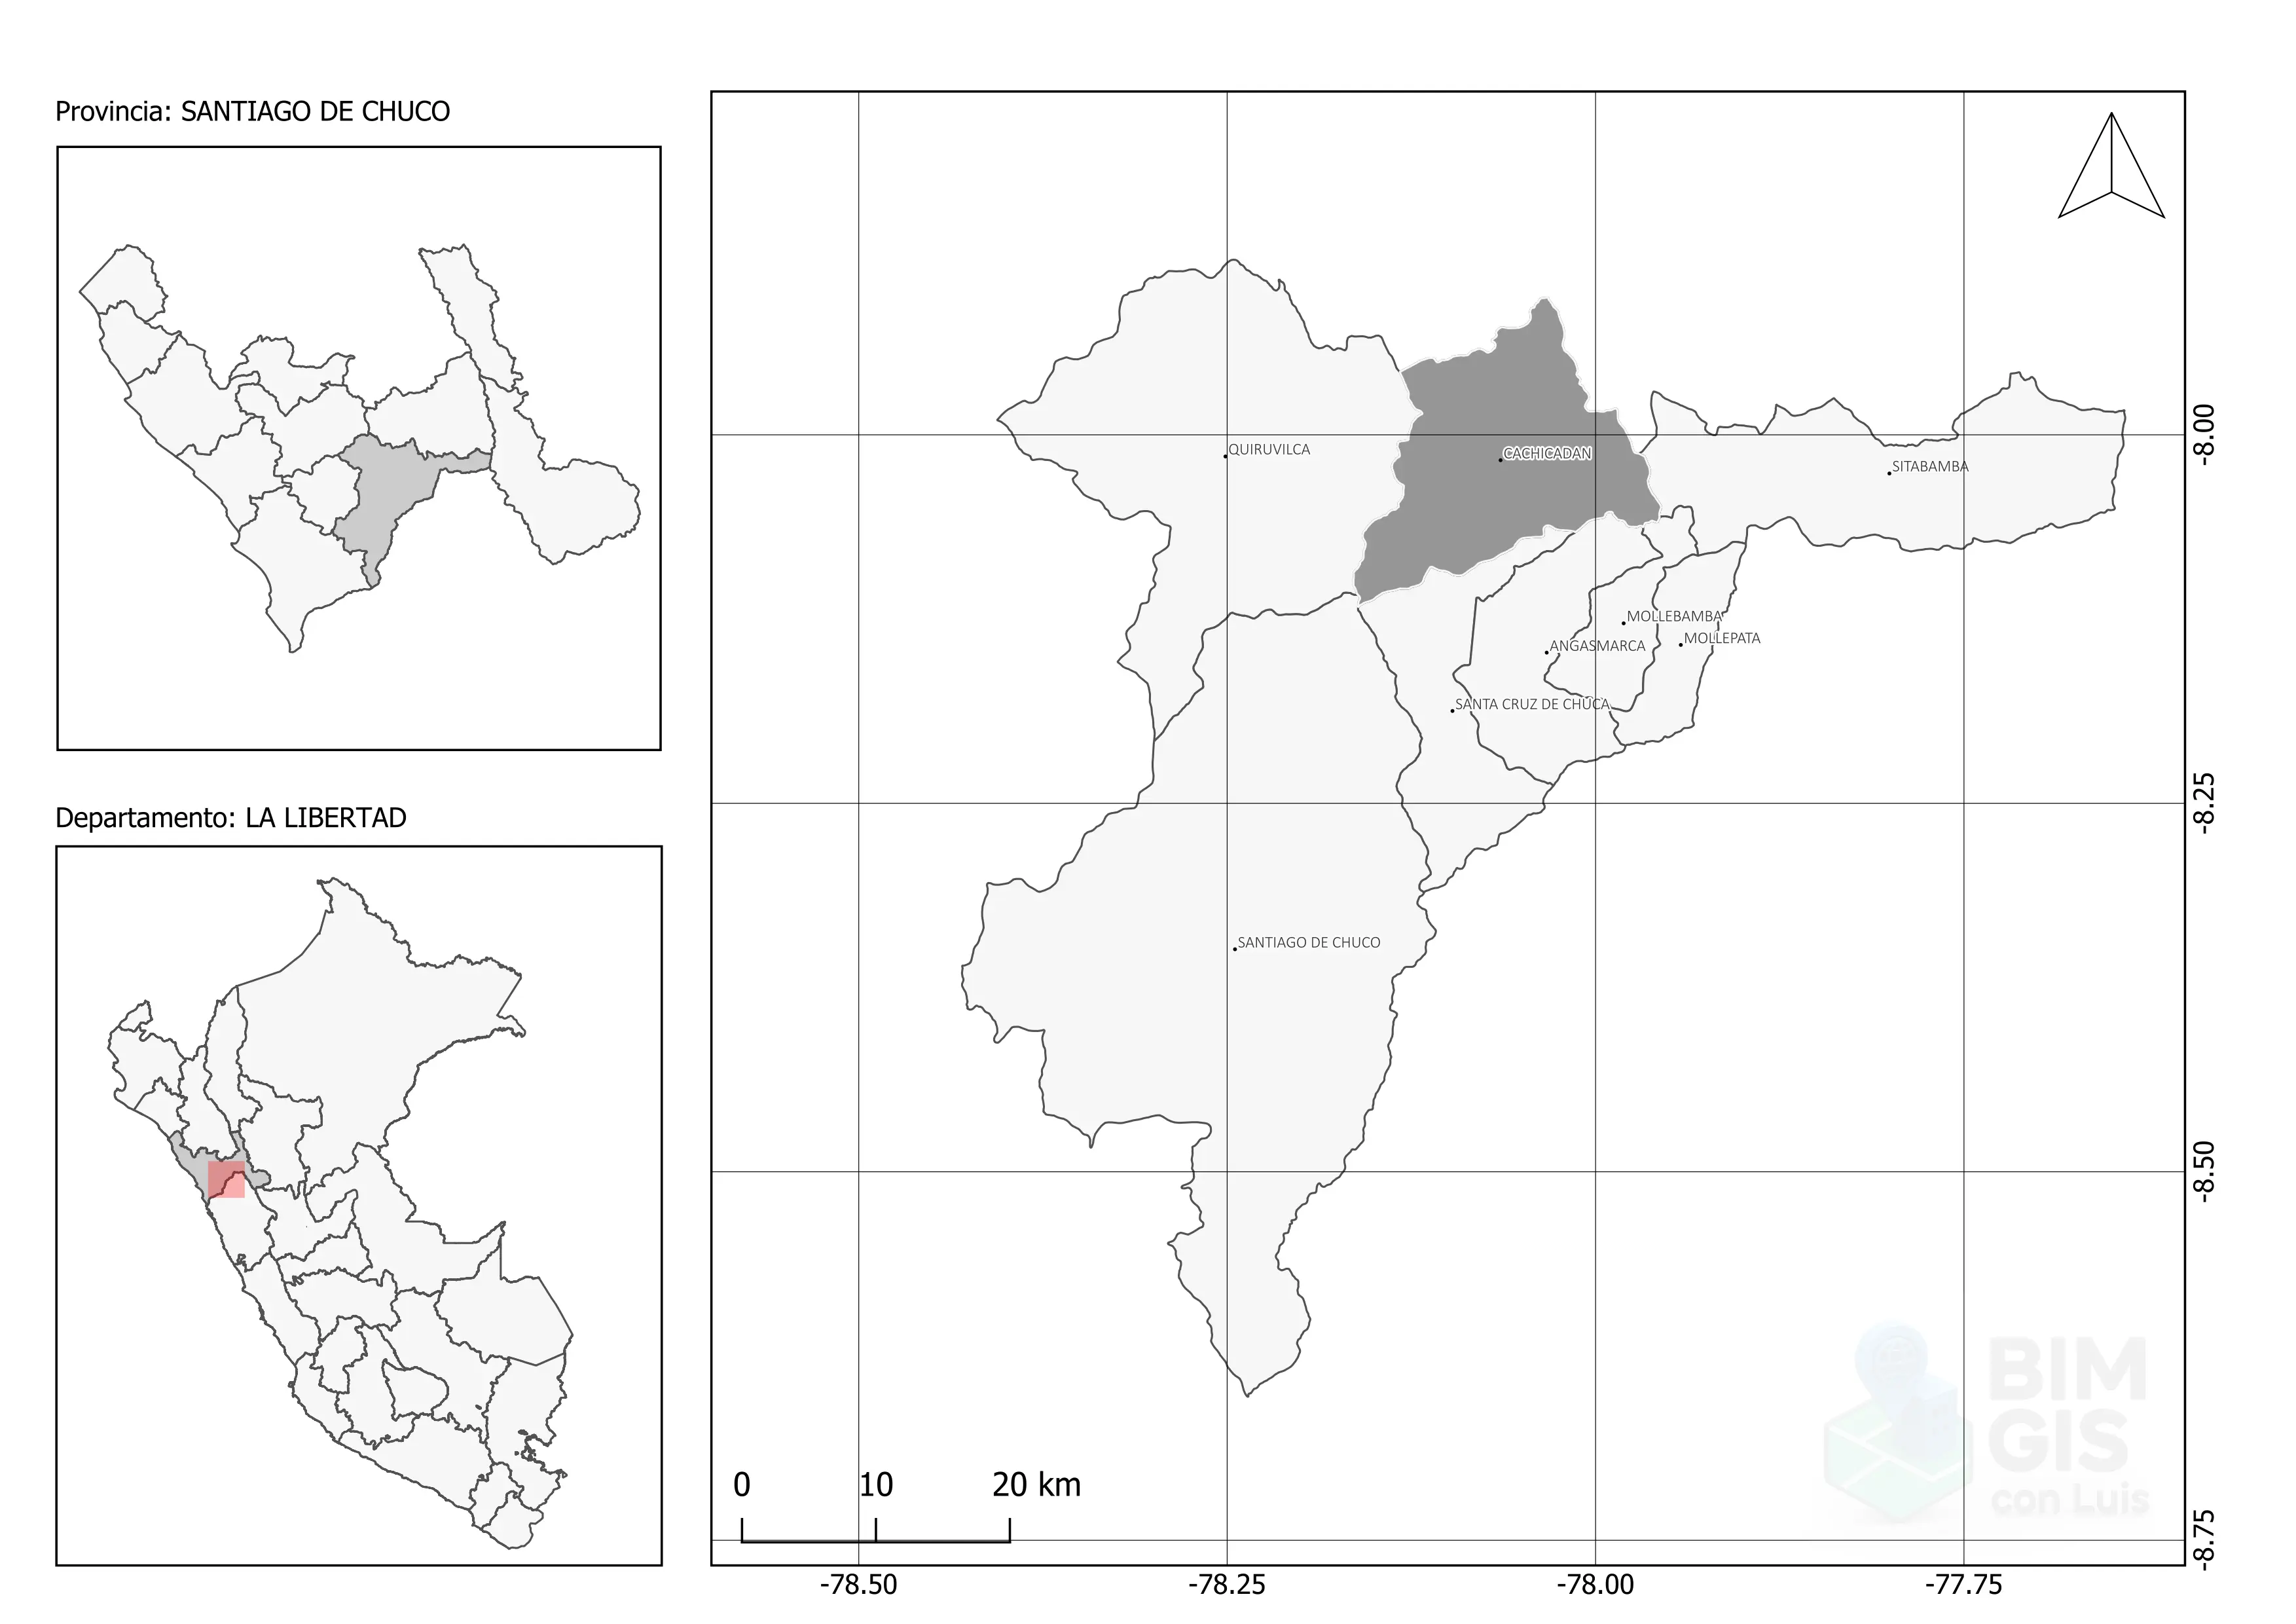 Provincia: SANTIAGO DE CHUCO
Departamento: LA LIBERTAD
QUIRUVILCA
CACHICADAN
SITABAMBA
MOLLEBAMBA
MOLLEPATA
ANGASMARCA
SANTA CRUZ DE CHUCA
SANTIAGO DE CHUCO
-8.00
-8.25
-8.50
-8.75
0 10 20 km
-78.50 -78.25 -78.00 -77.75
BIM
GIS
con Luis